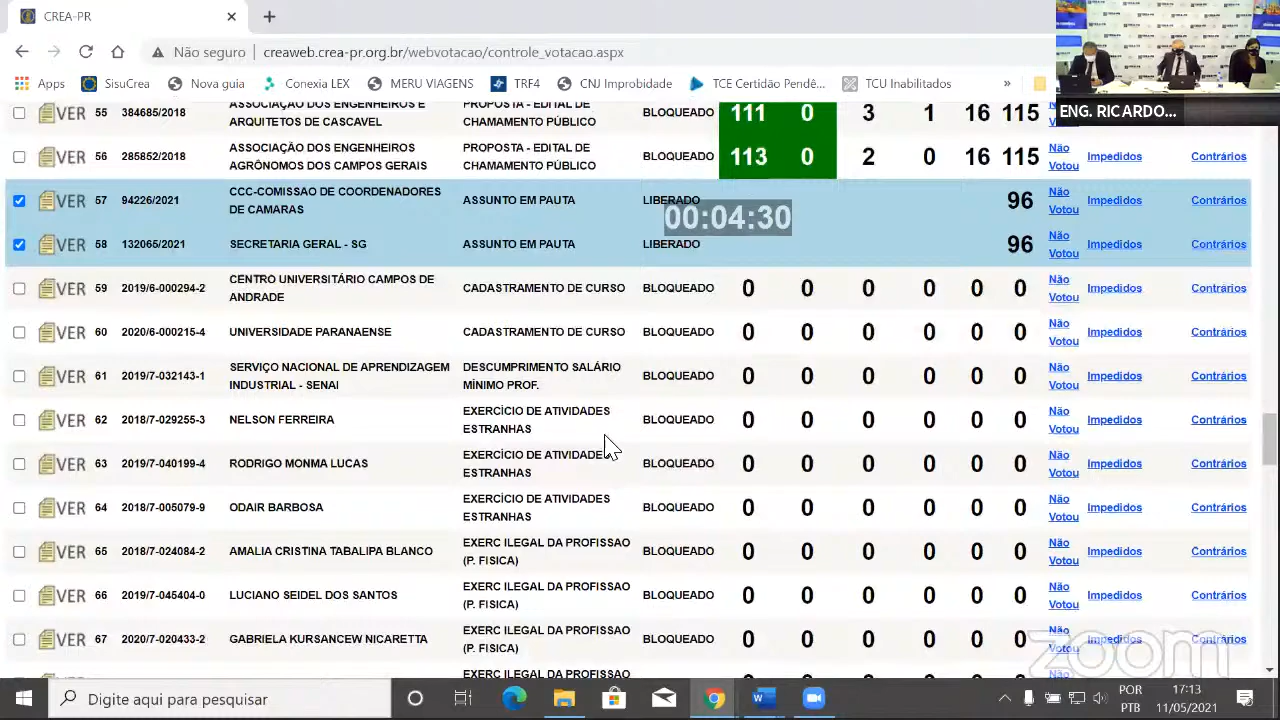 CREA-PR
Não seguro
Apps SisuCrea Nova guia Conexa CNJ Improbidade TCE Certidão Pendê... TCU Inabilitados »
ENG. RICARDO...
55 384685/2018 ASSOCIAÇÃO DOS ENGENHEIROS E ARQUITETOS DE CASCAVEL PROPOSTA - EDITAL DE CHAMAMENTO PÚBLICO BLOQUEADO 111 0 3 1 16 115
VER 56 285852/2018 ASSOCIAÇÃO DOS ENGENHEIROS AGRÔNOMOS DOS CAMPOS GERAIS PROPOSTA - EDITAL DE CHAMAMENTO PÚBLICO BLOQUEADO 113 0 2 0 16 115 Não Votou Impedidos Contrários
VER 57 94226/2021 CCC-COMISSAO DE COORDENADORES DE CAMARAS ASSUNTO EM PAUTA LIBERADO 96 Não Votou Impedidos Contrários
00:04:30
VER 58 132065/2021 SECRETARIA GERAL - SG ASSUNTO EM PAUTA LIBERADO 96 Não Votou Impedidos Contrários
VER 59 2019/6-000294-2 CENTRO UNIVERSITÁRIO CAMPOS DE ANDRADE CADASTRAMENTO DE CURSO BLOQUEADO 0 0 0 0 0 0 Não Votou Impedidos Contrários
VER 60 2020/6-000215-4 UNIVERSIDADE PARANAENSE CADASTRAMENTO DE CURSO BLOQUEADO 0 0 0 0 0 0 Não Votou Impedidos Contrários
VER 61 2019/7-032143-1 SERVIÇO NACIONAL DE APRENDIZAGEM INDUSTRIAL - SENAI DESCUMPRIMENTO SALÁRIO MÍNIMO PROF. BLOQUEADO 0 0 0 0 0 0 Não Votou Impedidos Contrários
VER 62 2018/7-029255-3 NELSON FERREIRA EXERCÍCIO DE ATIVIDADES ESTRANHAS BLOQUEADO 0 0 0 0 0 0 Não Votou Impedidos Contrários
VER 63 2019/7-040199-4 RODRIGO MONMA LUCAS EXERCÍCIO DE ATIVIDADES ESTRANHAS BLOQUEADO 0 0 0 0 0 0 Não Votou Impedidos Contrários
VER 64 2018/7-005079-9 ODAIR BARBOSA EXERCÍCIO DE ATIVIDADES ESTRANHAS BLOQUEADO 0 0 0 0 0 0 Não Votou Impedidos Contrários
VER 65 2018/7-024084-2 AMALIA CRISTINA TABALIPA BLANCO EXERC ILEGAL DA PROFISSAO (P. FISICA) BLOQUEADO 0 0 0 0 0 0 Não Votou Impedidos Contrários
VER 66 2019/7-045404-0 LUCIANO SEIDEL DOS SANTOS EXERC ILEGAL DA PROFISSAO (P. FISICA) BLOQUEADO 0 0 0 0 0 0 Não Votou Impedidos Contrários
VER 67 2020/7-020433-2 GABRIELA KURSANCEW NICARETTA EXERC ILEGAL DA PROFISSAO (P. FISICA) BLOQUEADO 0 0 0 0 0 0 Não Votou Impedidos Contrários
zoom
Digite aqui para pesquisar
POR
PTB
17:13
11/05/2021